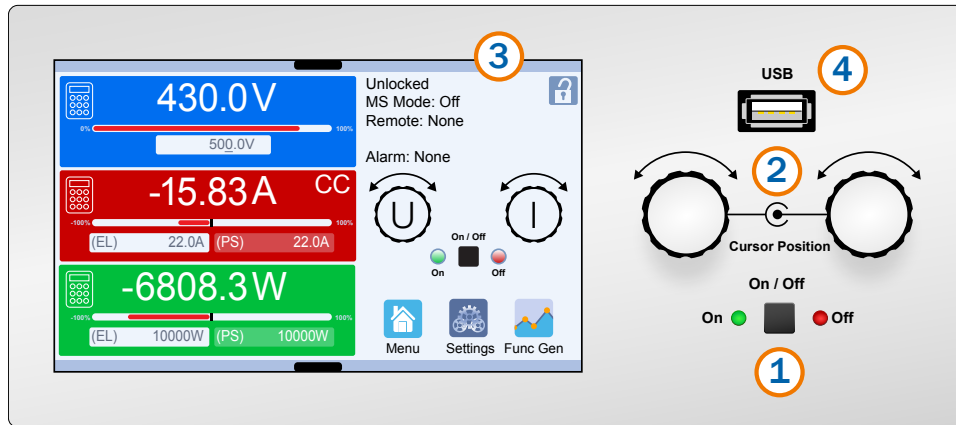 3
430.0V
0%
100%
500.0V
-15.83A
CC
-100%
100%
(EL) 22.0A (PS) 22.0A
-6808.3W
-100%
100%
(EL) 10000W (PS) 10000W
Unlocked
MS Mode: Off
Remote: None
Alarm: None
U
I
On / Off
On
Off
Menu
Settings
Func Gen
4
USB
2
Cursor Position
On / Off
On
Off
1